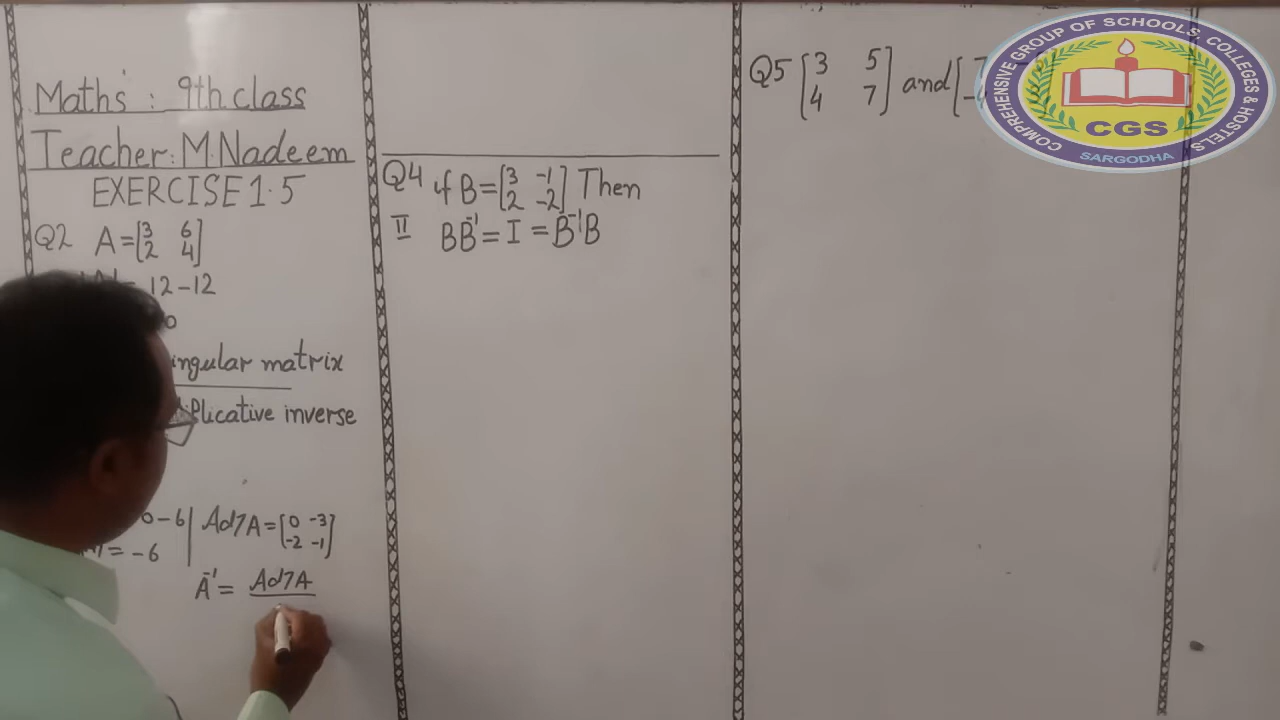 Maths : 9th class
Teacher: M.Nadeem
EXERCISE 1.5
Q2 A = [3 6
2 4]
= 12 - 12
0
ngular matrix
plicative inverse
0 - 6 | AdJA = [0 -3
-2 -1]
= -6
A⁻¹ = AdJA
Q4 if B = [3 -1
2 -2] Then
II BB⁻¹ = I = B⁻¹B
Q5 [3 5
4 7] and [
COMPREHENSIVE GROUP OF SCHOOLS, COLLEGES & HOSTELS
CGS
SARGODHA